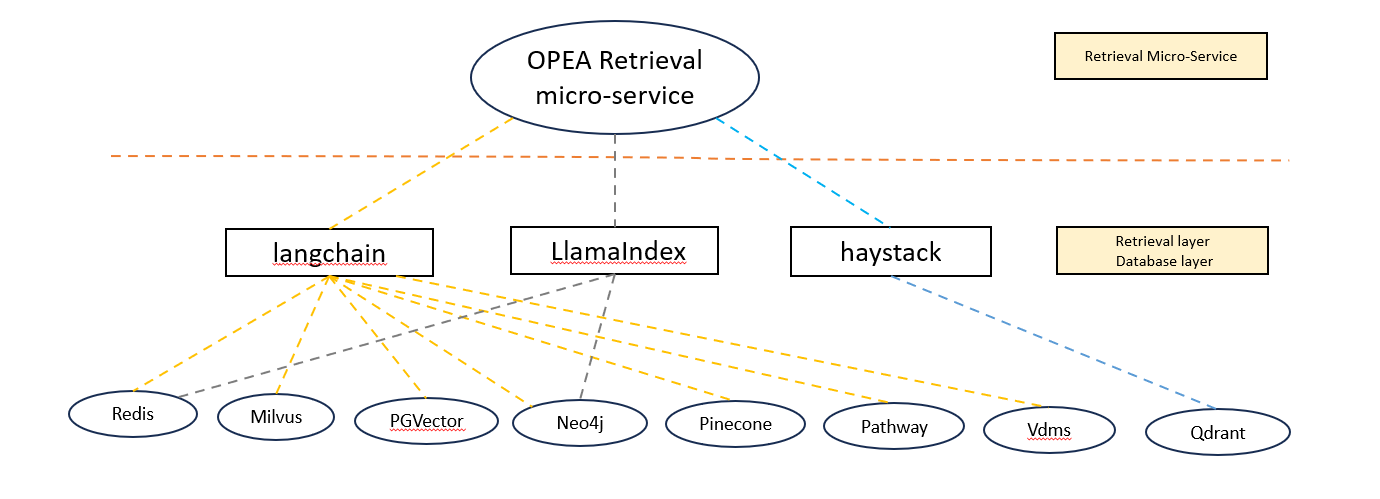 OPEA Retrieval
micro-service
Retrieval Micro-Service
langchain
LlamaIndex
haystack
Retrieval layer
Database layer
Redis
Milvus
PGVector
Neo4j
Pinecone
Pathway
Vdms
Qdrant